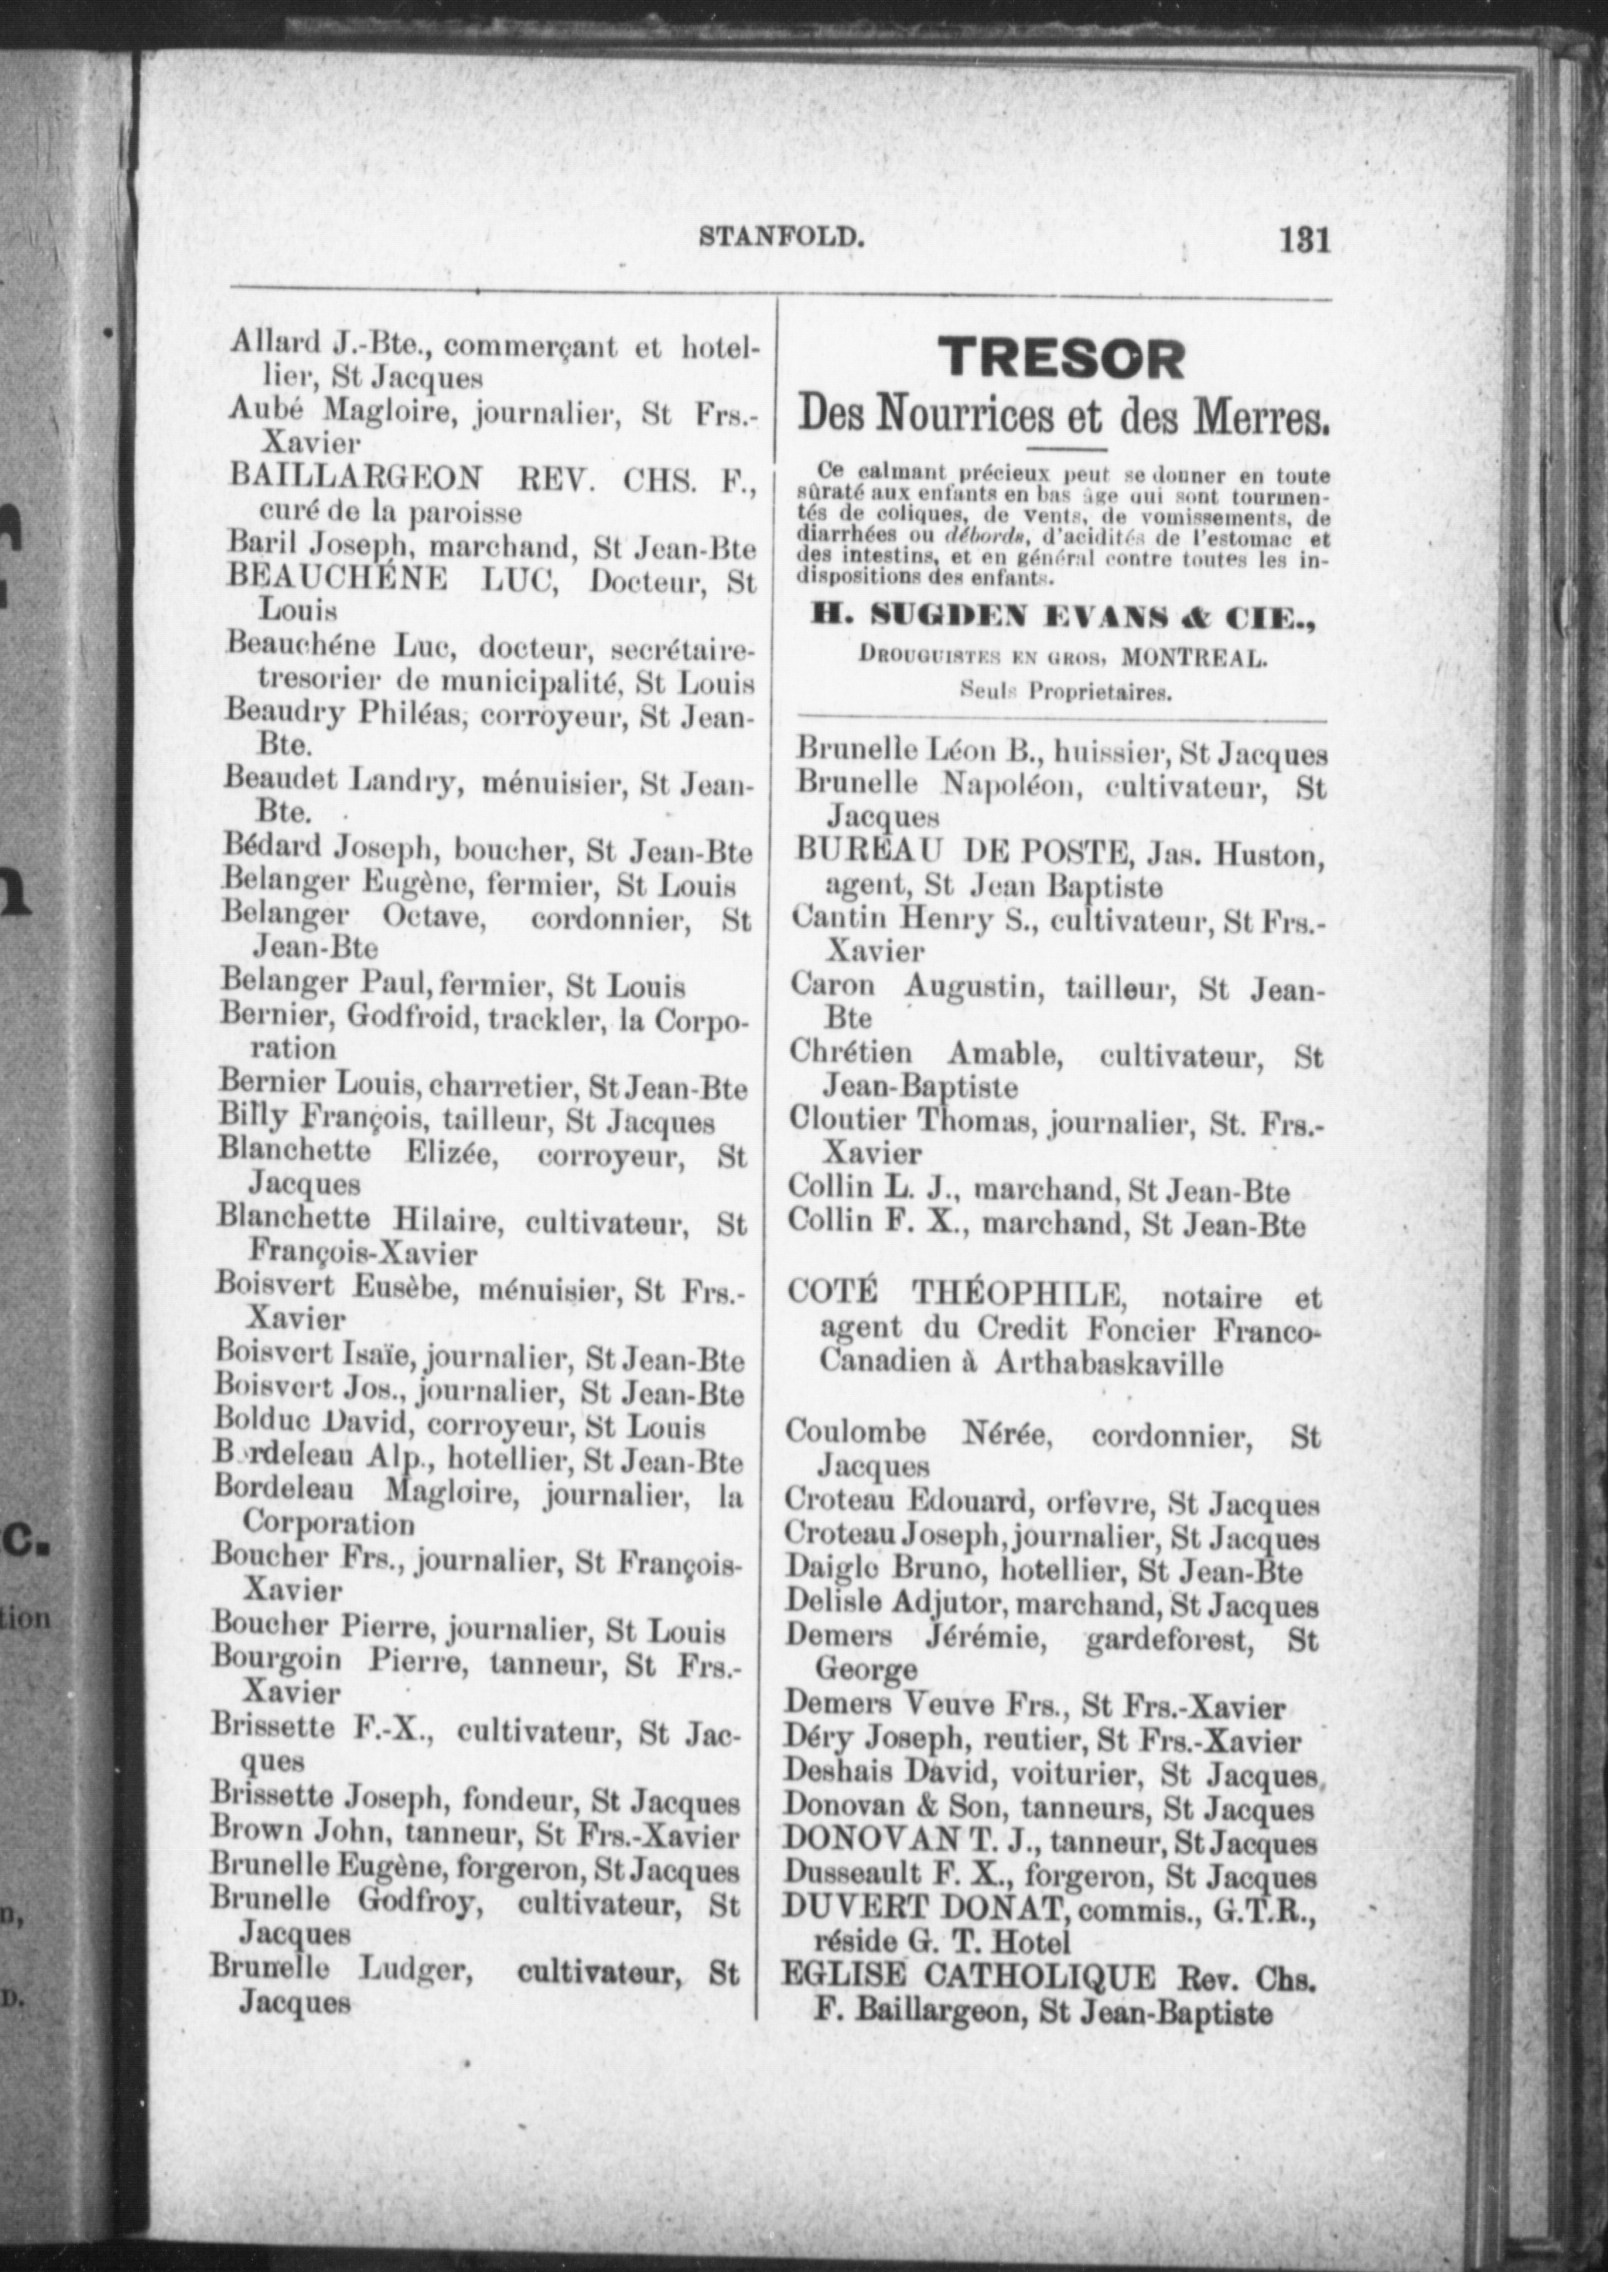 STANFOLD.
131
Allard J.-Bte., commerçant et hotel-
lier, St Jacques
Aubé Magloire, journalier, St Frs.-
Xavier
BAILLARGEON REV. CHS. F.,
curé de la paroisse
Baril Joseph, marchand, St Jean-Bte
BEAUCHÉNE LUC, Docteur, St
Louis
Beauchéne Luc, docteur, secrétaire-
tresorier de municipalité, St Louis
Beaudry Philéas, corroyeur, St Jean-
Bte.
Beaudet Landry, ménuisier, St Jean-
Bte.
Bédard Joseph, boucher, St Jean-Bte
Belanger Eugène, fermier, St Louis
Belanger Octave, cordonnier, St
Jean-Bte
Belanger Paul, fermier, St Louis
Bernier, Godfroid, trackler, la Corpo-
ration
Bernier Louis, charretier, St Jean-Bte
Billy François, tailleur, St Jacques
Blanchette Elizée, corroyeur, St
Jacques
Blanchette Hilaire, cultivateur, St
François-Xavier
Boisvert Eusèbe, ménuisier, St Frs.-
Xavier
Boisvert Isaïe, journalier, St Jean-Bte
Boisvert Jos., journalier, St Jean-Bte
Bolduc David, corroyeur, St Louis
B rdeleau Alp., hotellier, St Jean-Bte
Bordeleau Magloire, journalier, la
Corporation
Boucher Frs., journalier, St François-
Xavier
Boucher Pierre, journalier, St Louis
Bourgoin Pierre, tanneur, St Frs.-
Xavier
Brissette F.-X., cultivateur, St Jac-
ques
Brissette Joseph, fondeur, St Jacques
Brown John, tanneur, St Frs.-Xavier
Brunelle Eugène, forgeron, St Jacques
Brunelle Godfroy, cultivateur, St
Jacques
Brunelle Ludger, cultivateur, St
Jacques
TRESOR
Des Nourrices et des Merres.
Ce calmant précieux peut se donner en toute
sûraté aux enfants en bas âge qui sont tourmen-
tés de coliques, de vents, de vomissements, de
diarrhées ou débords, d'acidités de l'estomac et
des intestins, et en général contre toutes les in-
dispositions des enfants.
H. SUGDEN EVANS & CIE.,
DROUGUISTES EN GROS, MONTREAL.
Seuls Proprietaires.
Brunelle Léon B., huissier, St Jacques
Brunelle Napoléon, cultivateur, St
Jacques
BUREAU DE POSTE, Jas. Huston,
agent, St Jean Baptiste
Cantin Henry S., cultivateur, St Frs.-
Xavier
Caron Augustin, tailleur, St Jean-
Bte
Chrétien Amable, cultivateur, St
Jean-Baptiste
Cloutier Thomas, journalier, St. Frs.-
Xavier
Collin L. J., marchand, St Jean-Bte
Collin F. X., marchand, St Jean-Bte
COTÉ THÉOPHILE, notaire et
agent du Credit Foncier Franco-
Canadien à Arthabaskaville
Coulombe Nérée, cordonnier, St
Jacques
Croteau Edouard, orfevre, St Jacques
Croteau Joseph, journalier, St Jacques
Daigle Bruno, hotellier, St Jean-Bte
Delisle Adjutor, marchand, St Jacques
Demers Jérémie, gardeforest, St
George
Demers Veuve Frs., St Frs.-Xavier
Déry Joseph, reutier, St Frs.-Xavier
Deshais David, voiturier, St Jacques,
Donovan & Son, tanneurs, St Jacques
DONOVAN T. J., tanneur, St Jacques
Dusseault F. X., forgeron, St Jacques
DUVERT DONAT, commis., G.T.R.,
réside G. T. Hotel
EGLISE CATHOLIQUE Rev. Chs.
F. Baillargeon, St Jean-Baptiste